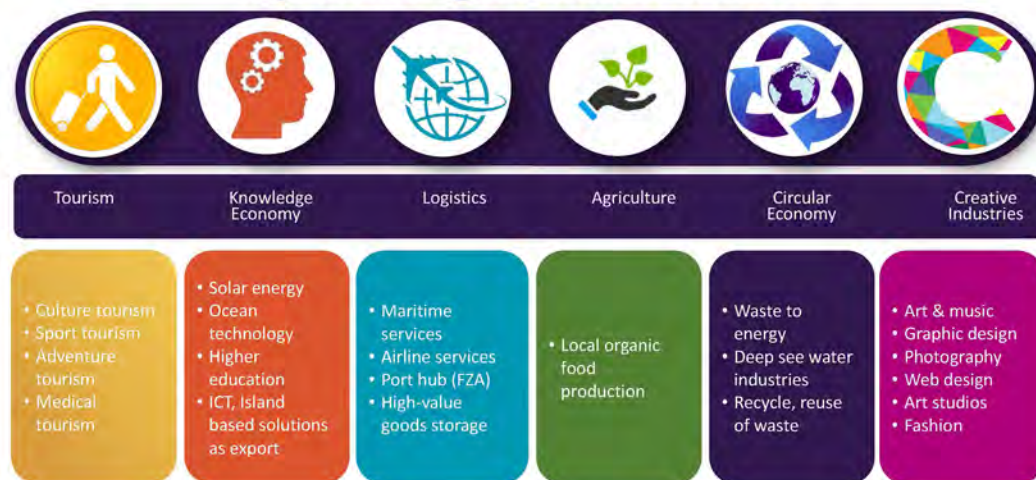 Tourism
Knowledge
Economy
Logistics
Agriculture
Circular
Economy
Creative
Industries
• Culture tourism
• Sport tourism
• Adventure
tourism
• Medical
tourism
• Solar energy
• Ocean
technology
• Higher
education
• ICT, Island
based solutions
as export
• Maritime
services
• Airline services
• Port hub (FZA)
• High-value
goods storage
• Local organic
food
production
• Waste to
energy
• Deep see water
industries
• Recycle, reuse
of waste
• Art & music
• Graphic design
• Photography
• Web design
• Art studios
• Fashion